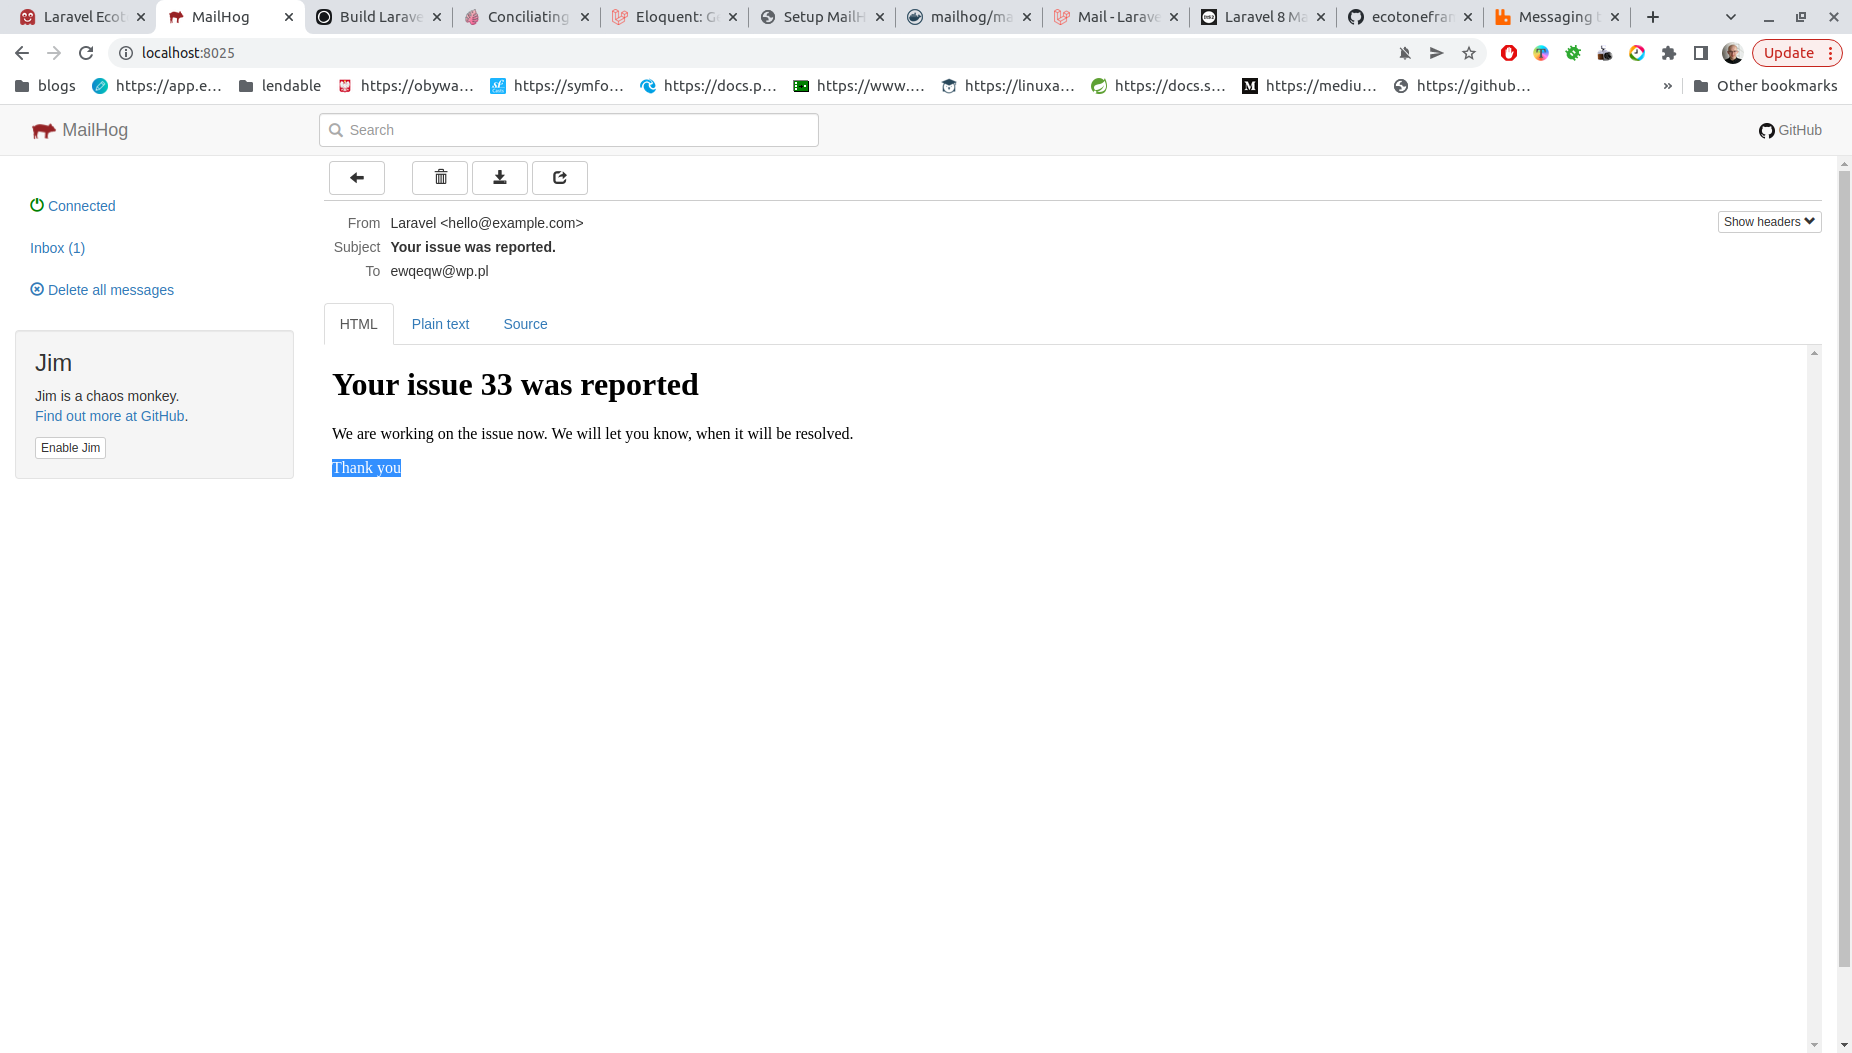 Laravel Ecot
MailHog
Build Larave
Conciliating
Eloquent: Ge
Setup MailH
mailhog/ma
Mail - Larave
Laravel 8 Ma
ecotonefran
Messaging
localhost:8025
Update
blogs
https://app.e...
lendable
https://obywa...
https://symfo...
https://docs.p...
https://www....
https://linuxa...
https://docs.s...
https://mediu...
https://github...
»
Other bookmarks
MailHog
Search
GitHub
Connected
Inbox (1)
Delete all messages
Jim
Jim is a chaos monkey.
Find out more at GitHub.
Enable Jim
From Laravel <hello@example.com>
Show headers
Subject Your issue was reported.
To ewqeqw@wp.pl
HTML Plain text Source
Your issue 33 was reported
We are working on the issue now. We will let you know, when it will be resolved.
Thank you